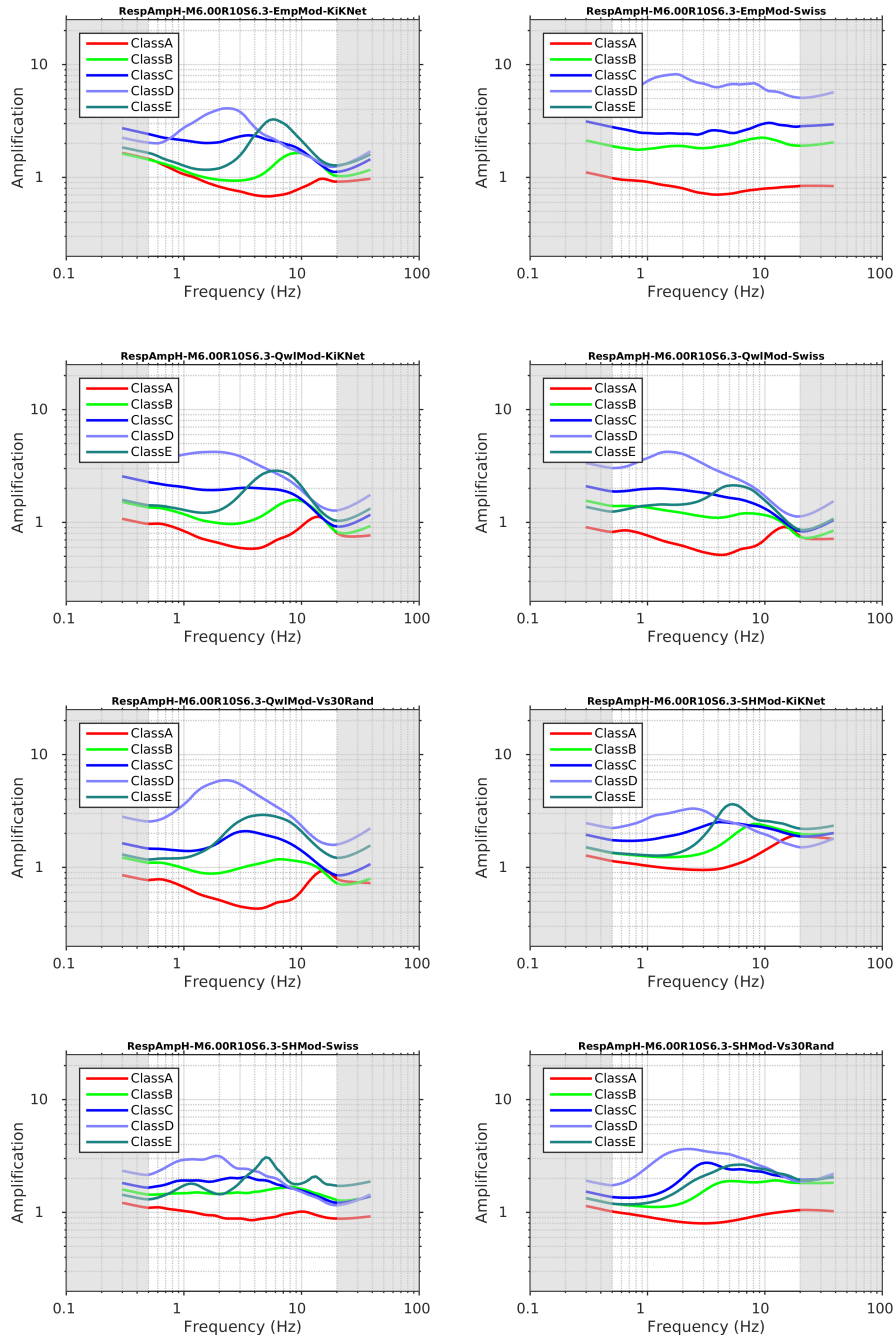 RespAmpH-M6.00R10S6.3-EmpMod-KiKNet
Amplification
10
1
ClassA
ClassB
ClassC
ClassD
ClassE
0.1 1 10 100
Frequency (Hz)
RespAmpH-M6.00R10S6.3-EmpMod-Swiss
Amplification
10
1
ClassA
ClassB
ClassC
ClassD
ClassE
0.1 1 10 100
Frequency (Hz)
RespAmpH-M6.00R10S6.3-QwlMod-KiKNet
Amplification
10
1
ClassA
ClassB
ClassC
ClassD
ClassE
0.1 1 10 100
Frequency (Hz)
RespAmpH-M6.00R10S6.3-QwlMod-Swiss
Amplification
10
1
ClassA
ClassB
ClassC
ClassD
ClassE
0.1 1 10 100
Frequency (Hz)
RespAmpH-M6.00R10S6.3-QwlMod-Vs30Rand
Amplification
10
1
ClassA
ClassB
ClassC
ClassD
ClassE
0.1 1 10 100
Frequency (Hz)
RespAmpH-M6.00R10S6.3-SHMod-KiKNet
Amplification
10
1
ClassA
ClassB
ClassC
ClassD
ClassE
0.1 1 10 100
Frequency (Hz)
RespAmpH-M6.00R10S6.3-SHMod-Swiss
Amplification
10
1
ClassA
ClassB
ClassC
ClassD
ClassE
0.1 1 10 100
Frequency (Hz)
RespAmpH-M6.00R10S6.3-SHMod-Vs30Rand
Amplification
10
1
ClassA
ClassB
ClassC
ClassD
ClassE
0.1 1 10 100
Frequency (Hz)